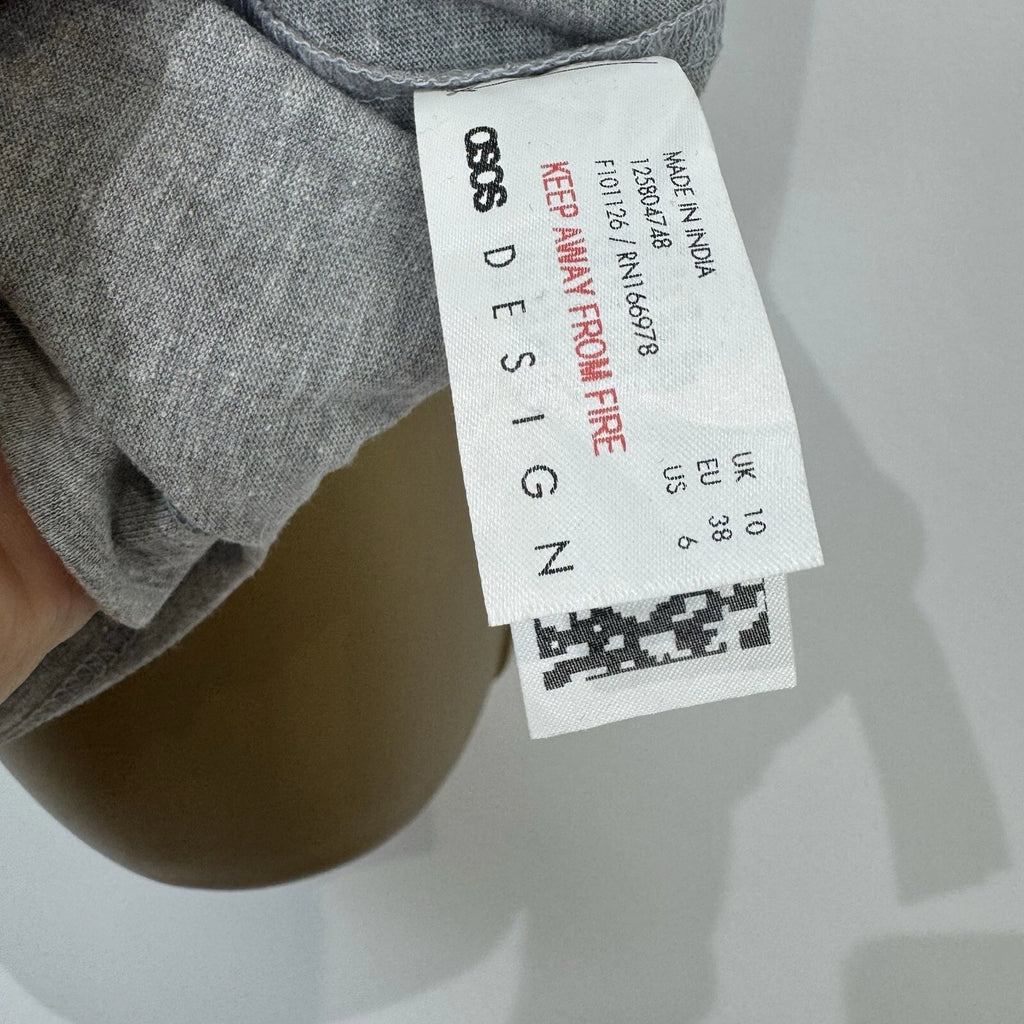 asos DESIGN
KEEP AWAY FROM FIRE
F101126 / RN166978
125804748
MADE IN INDIA
UK 10
EU 38
US 6